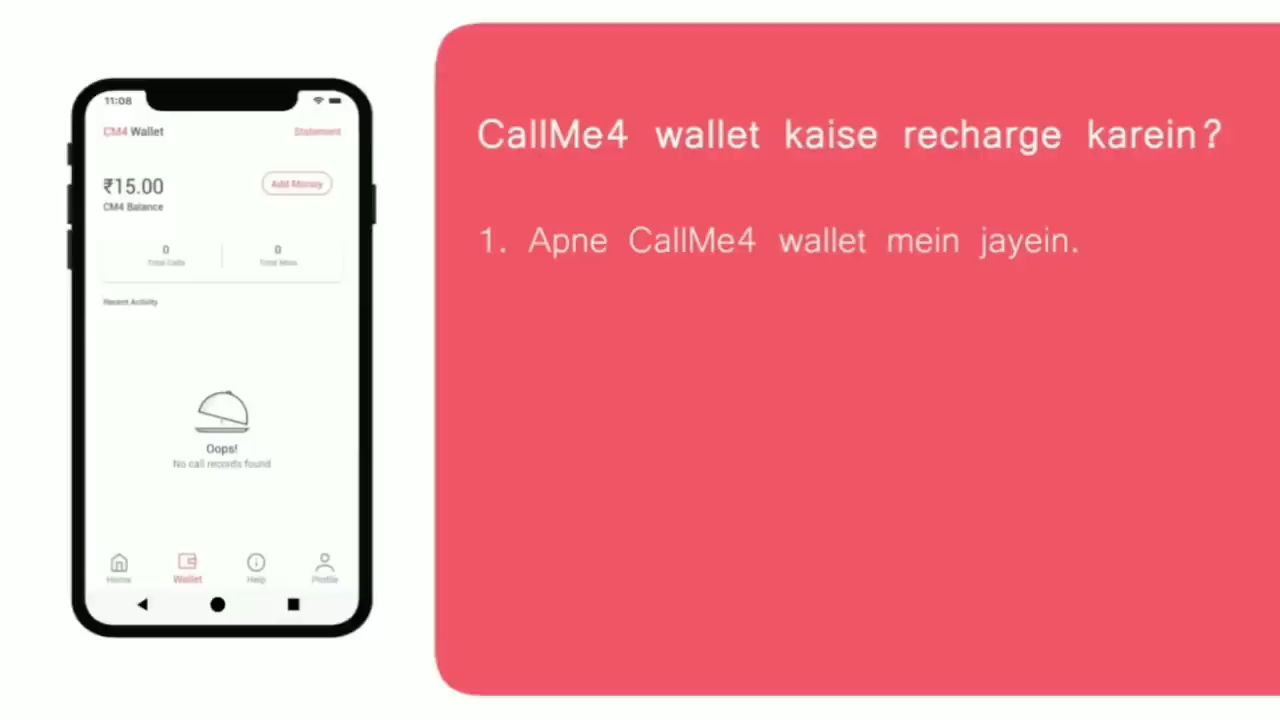 11:08
CM4 Wallet
Statement
₹15.00
Add Money
CM4 Balance
0
0
Total Calls
Total Mins
Recent Activity
Oops!
No call records found
Home
Wallet
Help
Profile
CallMe4 wallet kaise recharge karein?
1. Apne CallMe4 wallet mein jayein.